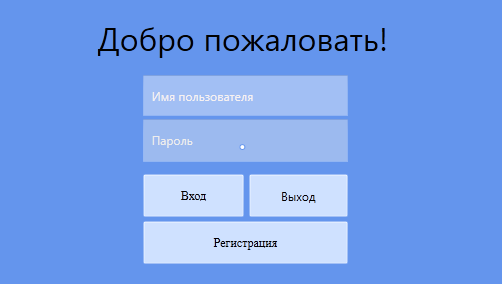 Добро пожаловать!
Имя пользователя
Пароль
Вход Выход
Регистрация